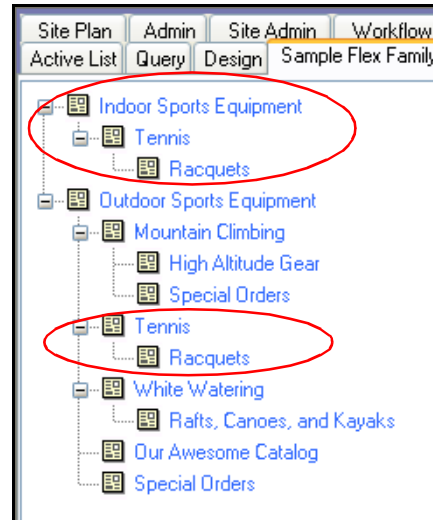 Site Plan Admin Site Admin Workflow
Active List Query Design Sample Flex Family
Indoor Sports Equipment
Tennis
Racquets
Outdoor Sports Equipment
Mountain Climbing
High Altitude Gear
Special Orders
Tennis
Racquets
White Watering
Rafts, Canoes, and Kayaks
Our Awesome Catalog
Special Orders